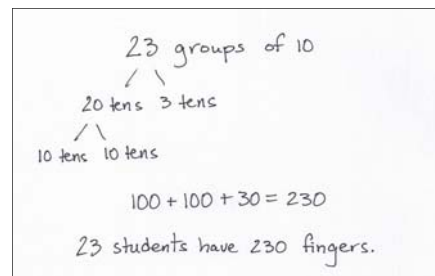 23 groups of 10
20 tens 3 tens
10 tens 10 tens
100 + 100 + 30 = 230
23 students have 230 fingers.